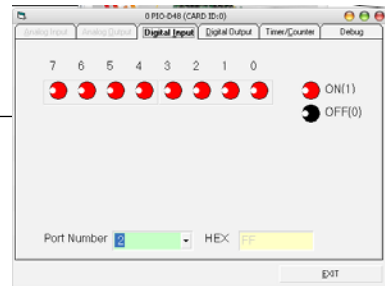 0 PIO-D48 (CARD ID:0)
Analog Input Analog Output Digital Input Digital Output Timer/Counter Debug
7 6 5 4 3 2 1 0
ON(1)
OFF(0)
Port Number 2 HEX FF
EXIT